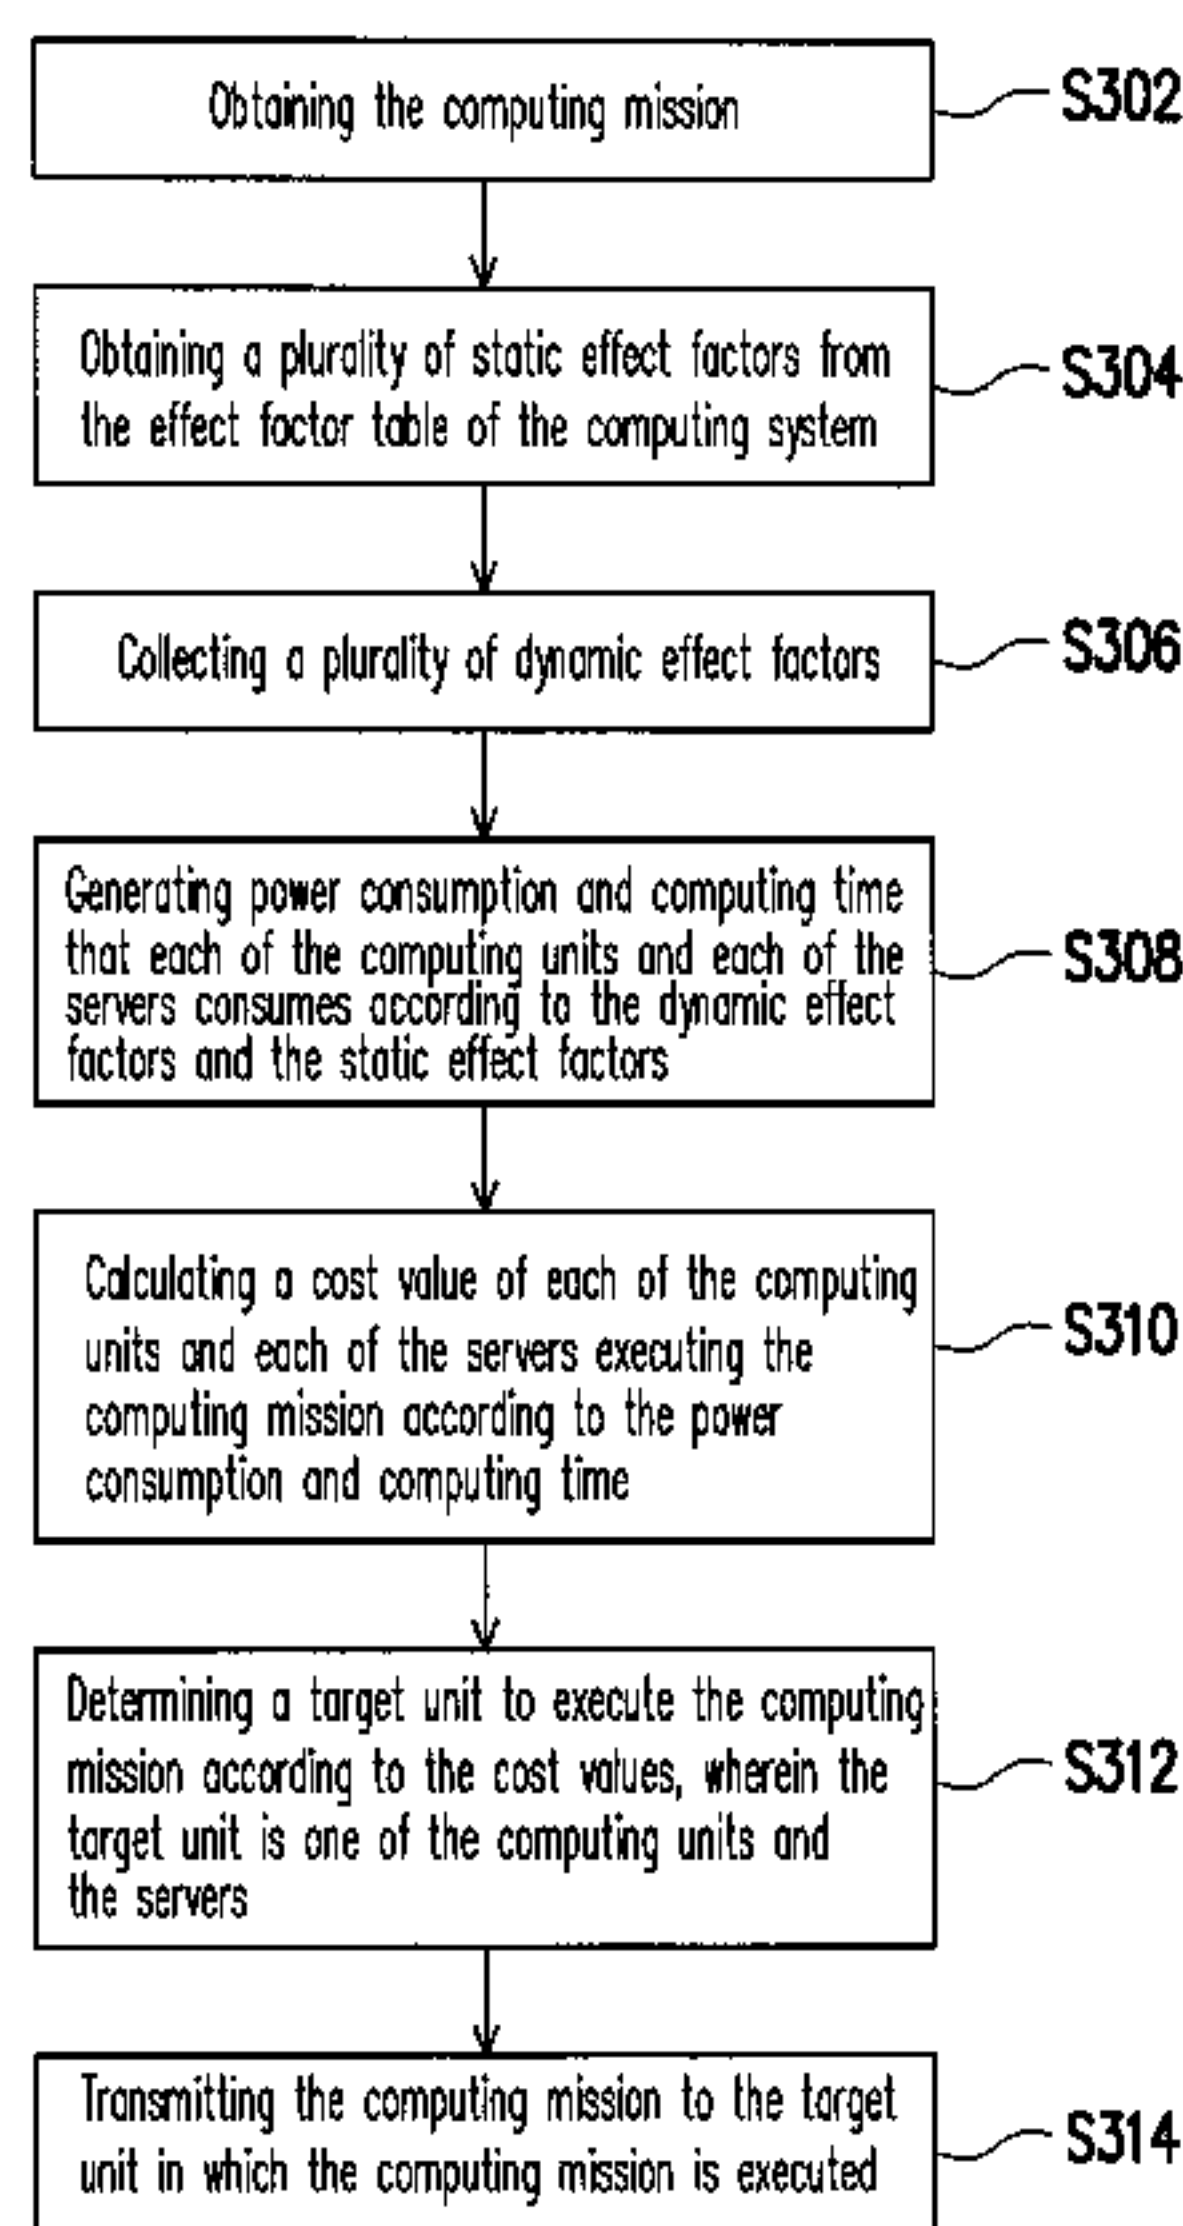 Obtaining the computing mission
S302
Obtaining a plurality of static effect factors from
the effect factor table of the computing system
S304
Collecting a plurality of dynamic effect factors
S306
Generating power consumption and computing time
that each of the computing units and each of the
servers consumes according to the dynamic effect
factors and the static effect factors
S308
Calculating a cost value of each of the computing
units and each of the servers executing the
computing mission according to the power
consumption and computing time
S310
Determining a target unit to execute the computing
mission according to the cost values, wherein the
target unit is one of the computing units and
the servers
S312
Transmitting the computing mission to the target
unit in which the computing mission is executed
S314